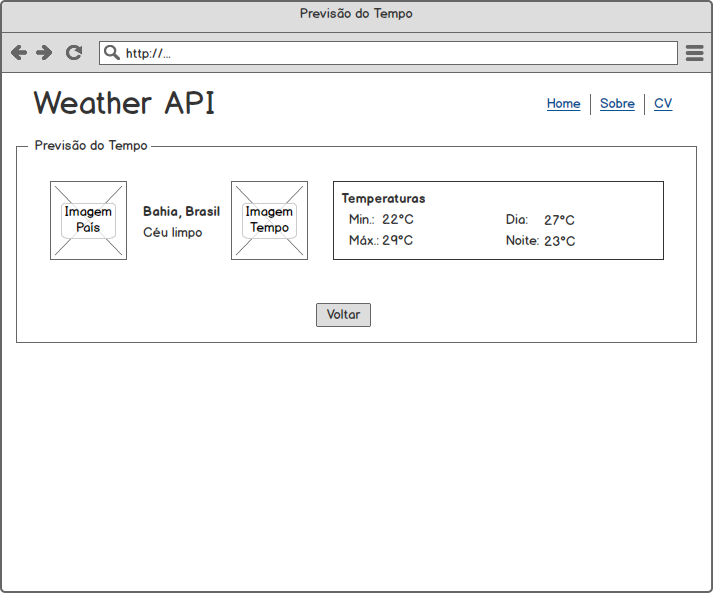 Previsão do Tempo
http://...
Weather API
Home
Sobre
CV
Previsão do Tempo
Imagem
País
Bahia, Brasil
Céu limpo
Imagem
Tempo
Temperaturas
Min.: 22°C
Dia: 27°C
Máx.: 29°C
Noite: 23°C
Voltar